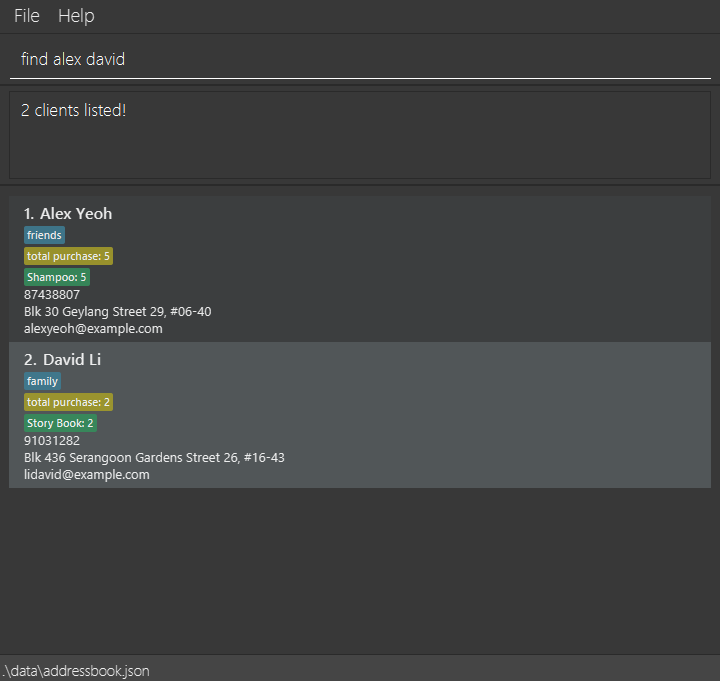 File Help
find alex david
2 clients listed!
1. Alex Yeoh
friends
total purchase: 5
Shampoo: 5
87438807
Blk 30 Geylang Street 29, #06-40
alexyeoh@example.com
2. David Li
family
total purchase: 2
Story Book: 2
91031282
Blk 436 Serangoon Gardens Street 26, #16-43
lidavid@example.com
.\data\addressbook.json